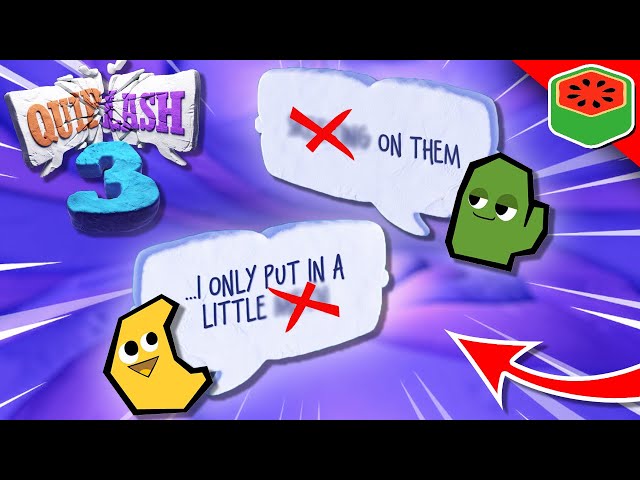 QUIPLASH
3
ON THEM
...I ONLY PUT IN A
LITTLE